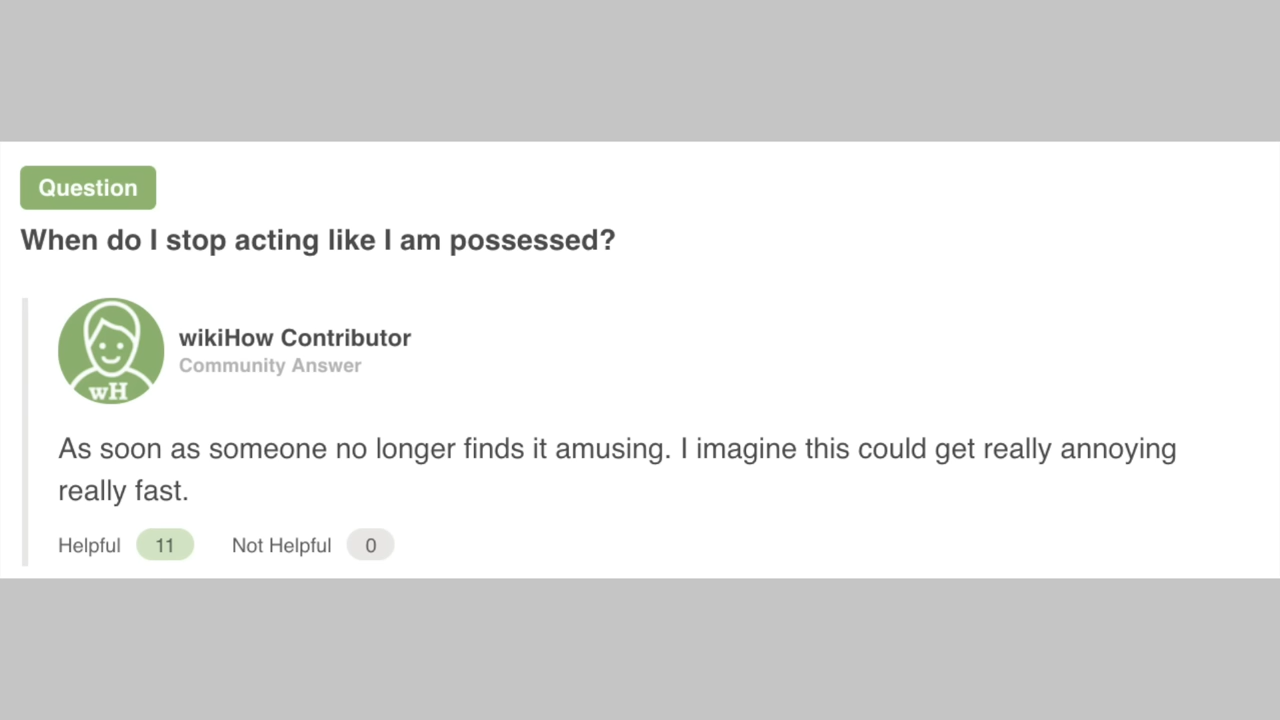 Question
When do I stop acting like I am possessed?
wikiHow Contributor
Community Answer
wH
As soon as someone no longer finds it amusing. I imagine this could get really annoying
really fast.
Helpful 11 Not Helpful 0